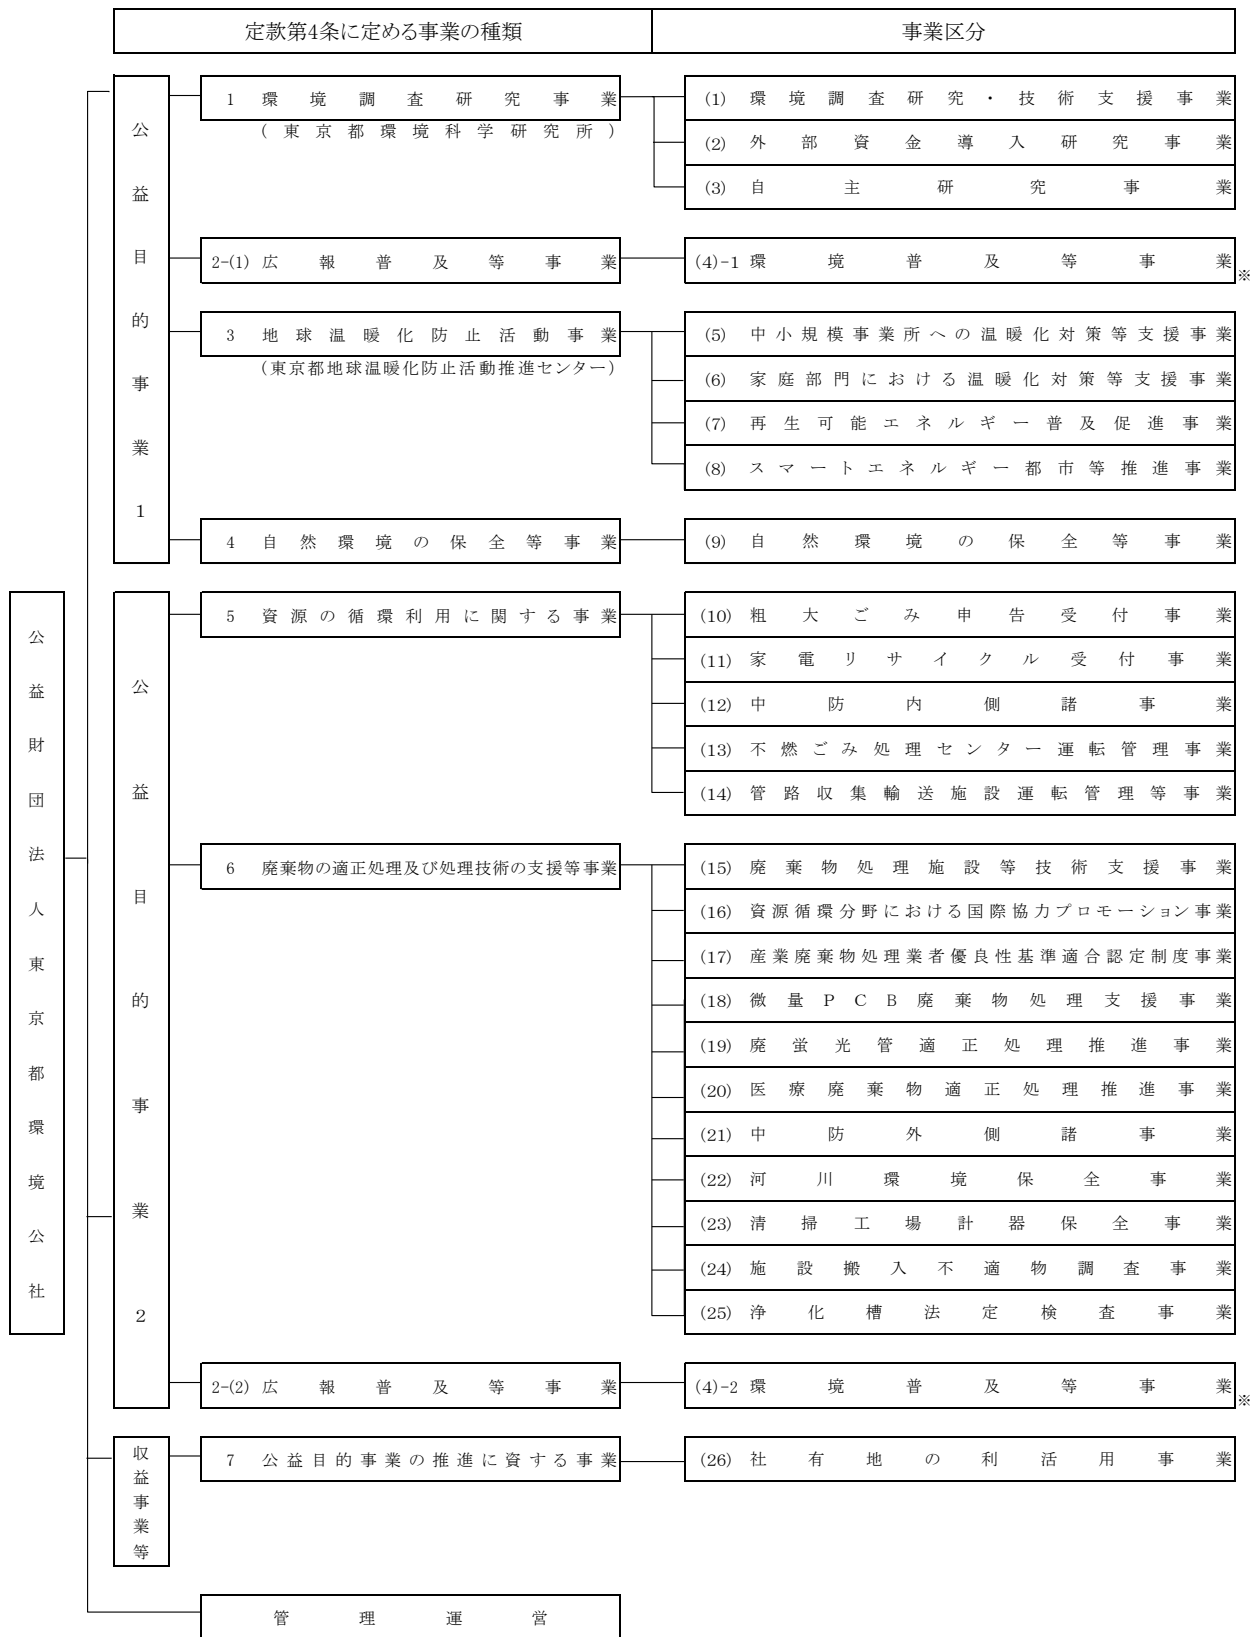 定款第4条に定める事業の種類
事業区分
公益財団法人東京都環境公社
公益目的事業1
1 環境調査研究事業
(東京都環境科学研究所)
(1) 環境調査研究・技術支援事業
(2) 外部資金導入研究事業
(3) 自主研究事業
2-(1) 広報普及等事業
(4)-1 環境普及等事業※
3 地球温暖化防止活動事業
(東京都地球温暖化防止活動推進センター)
(5) 中小規模事業所への温暖化対策等支援事業
(6) 家庭部門における温暖化対策等支援事業
(7) 再生可能エネルギー普及促進事業
(8) スマートエネルギー都市等推進事業
4 自然環境の保全等事業
(9) 自然環境の保全等事業
公益目的事業2
5 資源の循環利用に関する事業
(10) 粗大ごみ申告受付事業
(11) 家電リサイクル受付事業
(12) 中防内側諸事業
(13) 不燃ごみ処理センター運転管理事業
(14) 管路収集輸送施設運転管理等事業
6 廃棄物の適正処理及び処理技術の支援等事業
(15) 廃棄物処理施設等技術支援事業
(16) 資源循環分野における国際協力プロモーション事業
(17) 産業廃棄物処理業者優良性基準適合認定制度事業
(18) 微量PCB廃棄物処理支援事業
(19) 廃蛍光管適正処理推進事業
(20) 医療廃棄物適正処理推進事業
(21) 中防外側諸事業
(22) 河川環境保全事業
(23) 清掃工場計器保全事業
(24) 施設搬入不適物調査事業
(25) 浄化槽法定検査事業
2-(2) 広報普及等事業
(4)-2 環境普及等事業※
収益事業等
7 公益目的事業の推進に資する事業
(26) 社有地の利活用事業
管理運営